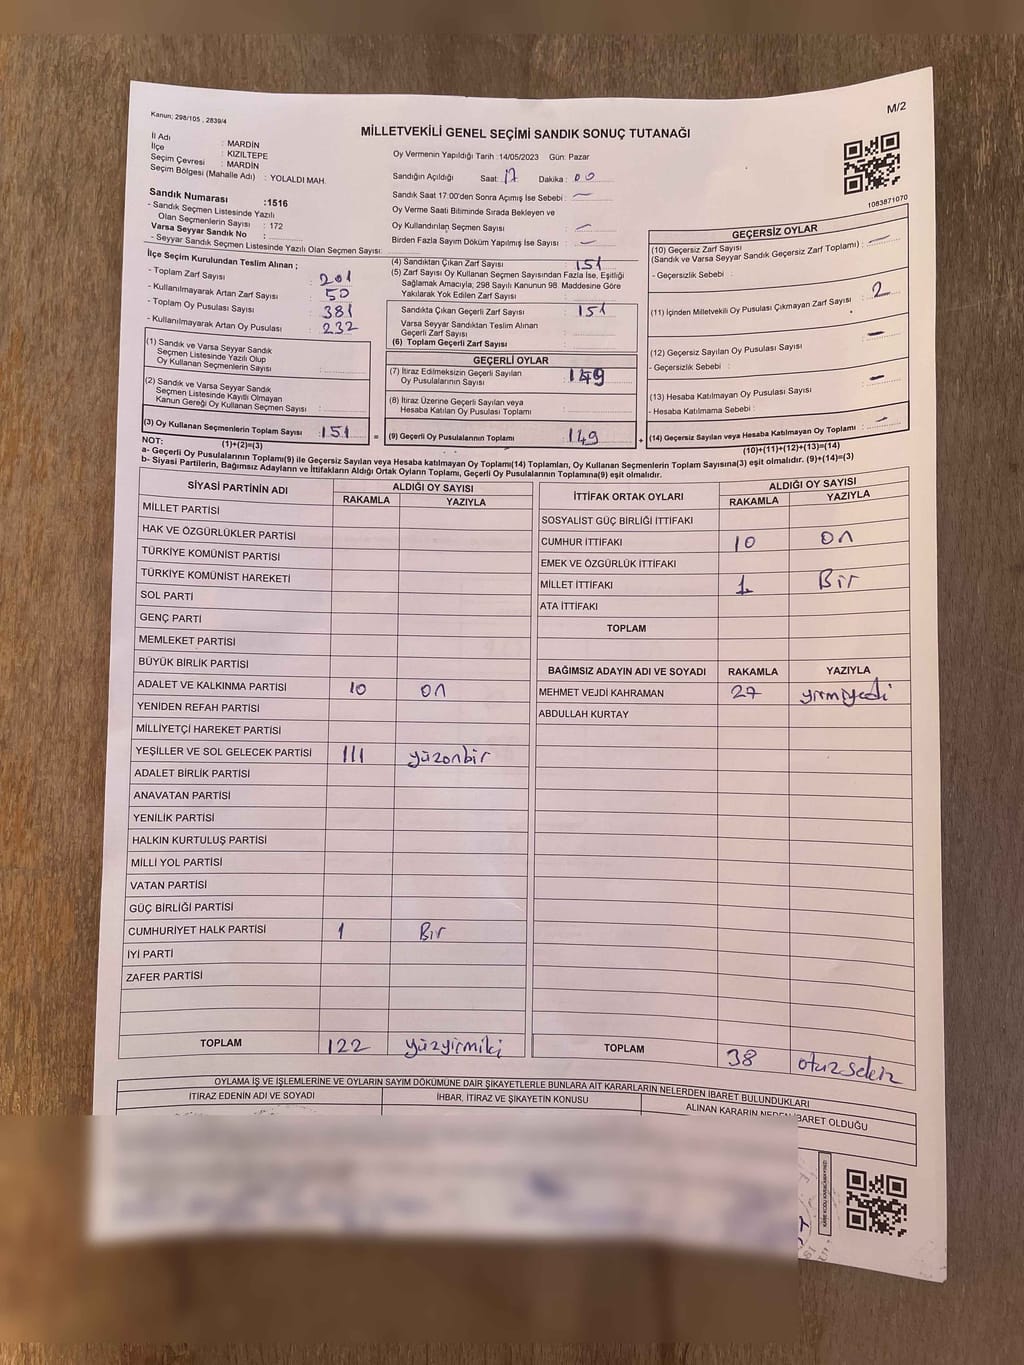 Kanun; 298/105 , 2839/4
M/2
MİLLETVEKİLİ GENEL SEÇİMİ SANDIK SONUÇ TUTANAĞI
İl Adı : MARDİN
İlçe : KIZILTEPE
Seçim Çevresi : MARDİN
Seçim Bölgesi (Mahalle Adı) : YOLALDI MAH.
Sandık Numarası :1516
- Sandık Seçmen Listesinde Yazılı
Olan Seçmenlerin Sayısı : 172
Varsa Seyyar Sandık No :
- Seyyar Sandık Seçmen Listesinde Yazılı Olan Seçmen Sayısı:
Oy Vermenin Yapıldığı Tarih :14/05/2023 Gün: Pazar
Sandığın Açıldığı Saat: 17 Dakika : 00
Sandık Saat 17:00'den Sonra Açımış İse Sebebi : —
Oy Verme Saati Bitiminde Sırada Bekleyen ve
Oy Kullandırılan Seçmen Sayısı : —
Birden Fazla Sayım Döküm Yapılmış İse Sayısı : —
1083871070
İlçe Seçim Kurulundan Teslim Alınan ;
- Toplam Zarf Sayısı : 201
- Kullanılmayarak Artan Zarf Sayısı : 50
- Toplam Oy Pusulası Sayısı : 381
- Kullanılmayarak Artan Oy Pusulası : 232
(1) Sandık ve Varsa Seyyar Sandık
Seçmen Listesinde Yazılı Olup
Oy Kullanan Seçmenlerin Sayısı :
(2) Sandık ve Varsa Seyyar Sandık
Seçmen Listesinde Kayıtlı Olmayan
Kanun Gereği Oy Kullanan Seçmen Sayısı :
(3) Oy Kullanan Seçmenlerin Toplam Sayısı : 151 =
(1)+(2)=(3)
(4) Sandıktan Çıkan Zarf Sayısı : 151
(5) Zarf Sayısı Oy Kullanan Seçmen Sayısından Fazla İse, Eşitliği
Sağlamak Amacıyla, 298 Sayılı Kanunun 98. Maddesine Göre
Yakılarak Yok Edilen Zarf Sayısı :
Sandıkta Çıkan Geçerli Zarf Sayısı : 151
Varsa Seyyar Sandıktan Teslim Alınan
Geçerli Zarf Sayısı :
(6) Toplam Geçerli Zarf Sayısı :
GEÇERLİ OYLAR
(7) İtiraz Edilmeksizin Geçerli Sayılan
Oy Pusulalarının Sayısı : 149
(8) İtiraz Üzerine Geçerli Sayılan veya
Hesaba Katılan Oy Pusulası Toplamı :
(9) Geçerli Oy Pusulalarının Toplamı : 149 +
GEÇERSİZ OYLAR
(10) Geçersiz Zarf Sayısı
(Sandık ve Varsa Seyyar Sandık Geçersiz Zarf Toplamı) : —
- Geçersizlik Sebebi :
(11) İçinden Milletvekili Oy Pusulası Çıkmayan Zarf Sayısı : 2
(12) Geçersiz Sayılan Oy Pusulası Sayısı : —
- Geçersizlik Sebebi :
(13) Hesaba Katılmayan Oy Pusulası Sayısı : —
- Hesaba Katılmama Sebebi :
(14) Geçersiz Sayılan veya Hesaba Katılmayan Oy Toplamı : —
(10)+(11)+(12)+(13)=(14)
NOT:
a- Geçerli Oy Pusulasının Toplamları(9) ile Geçersiz Sayılan veya Hesaba katılmayan Oy Toplamı(14) Toplamları, Oy Kullanan Seçmenlerin Toplam Sayısına(3) eşit olmalıdır. (9)+(14)=(3)
b- Siyasi Partilerin, Bağımsız Adayların ve İttifakların Aldığı Ortak Oyların Toplamı, Geçerli Oy Pusulalarının Toplamına(9) eşit olmalıdır.
SİYASİ PARTİNİN ADI ALDIĞI OY SAYISI
RAKAMLA YAZIYLA
MİLLET PARTİSİ
HAK VE ÖZGÜRLÜKLER PARTİSİ
TÜRKİYE KOMÜNİST PARTİSİ
TÜRKİYE KOMÜNİST HAREKETİ
SOL PARTİ
GENÇ PARTİ
MEMLEKET PARTİSİ
BÜYÜK BİRLİK PARTİSİ
ADALET VE KALKINMA PARTİSİ 10 on
YENİDEN REFAH PARTİSİ
MİLLİYETÇİ HAREKET PARTİSİ
YEŞİLLER VE SOL GELECEK PARTİSİ 111 yüzonbir
ADALET BİRLİK PARTİSİ
ANAVATAN PARTİSİ
YENİLİK PARTİSİ
HALKIN KURTULUŞ PARTİSİ
MİLLİ YOL PARTİSİ
VATAN PARTİSİ
GÜÇ BİRLİĞİ PARTİSİ
CUMHURİYET HALK PARTİSİ 1 Bir
İYİ PARTİ
ZAFER PARTİSİ
TOPLAM 122 yüzyirmiiki
İTTİFAK ORTAK OYLARI ALDIĞI OY SAYISI
RAKAMLA YAZIYLA
SOSYALİST GÜÇ BİRLİĞİ İTTİFAKI
CUMHUR İTTİFAKI 10 on
EMEK VE ÖZGÜRLÜK İTTİFAKI
MİLLET İTTİFAKI 1 Bir
ATA İTTİFAKI
TOPLAM
BAĞIMSIZ ADAYIN ADI VE SOYADI RAKAMLA YAZIYLA
MEHMET VEJDİ KAHRAMAN 27 yirmiyedi
ABDULLAH KURTAY
TOPLAM 38 otuzsekiz
OYLAMA İŞ VE İŞLEMLERİNE VE OYLARIN SAYIM DÖKÜMÜNE DAİR ŞİKAYETLERLE BUNLARA AİT KARARLARIN NELERDEN İBARET BULUNDUKLARI
İTİRAZ EDENİN ADI VE SOYADI
İHBAR, İTİRAZ VE ŞİKAYETİN KONUSU
ALINAN KARARIN NEDEN İBARET OLDUĞU